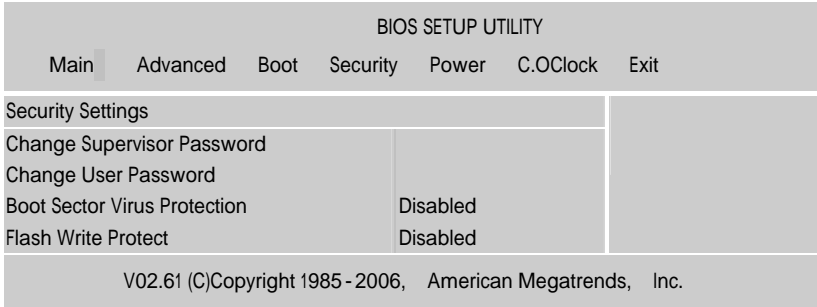 BIOS SETUP UTILITY
Main Advanced Boot Security Power C.OClock Exit
Security Settings
Change Supervisor Password
Change User Password
Boot Sector Virus Protection Disabled
Flash Write Protect Disabled
V02.61 (C)Copyright 1985-2006, American Megatrends, Inc.